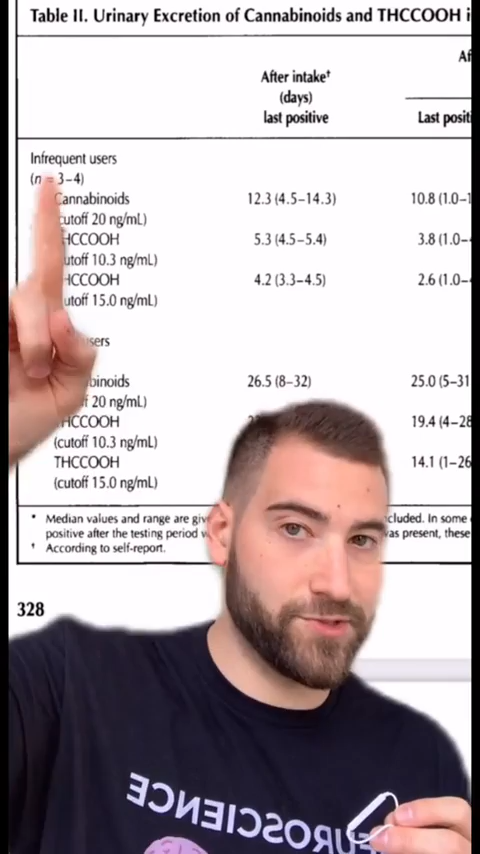 Table II. Urinary Excretion of Cannabinoids and THCCOOH i
Af
After intake†
(days)
last positive
Last posit
Infrequent users
(n = 3–4)
Cannabinoids 12.3 (4.5–14.3) 10.8 (1.0–1
cutoff 20 ng/mL)
HCCOOH 5.3 (4.5–5.4) 3.8 (1.0–
utoff 10.3 ng/mL)
HCCOOH 4.2 (3.3–4.5) 2.6 (1.0–
utoff 15.0 ng/mL)
users
binoids 26.5 (8–32) 25.0 (5–31
20 ng/mL)
HCCOOH 19.4 (4–28
(cutoff 10.3 ng/mL)
THCCOOH 14.1 (1–26
(cutoff 15.0 ng/mL)
* Median values and range are giv cluded. In some
positive after the testing period was present, these
† According to self-report.
328
NEUROSCIENCE